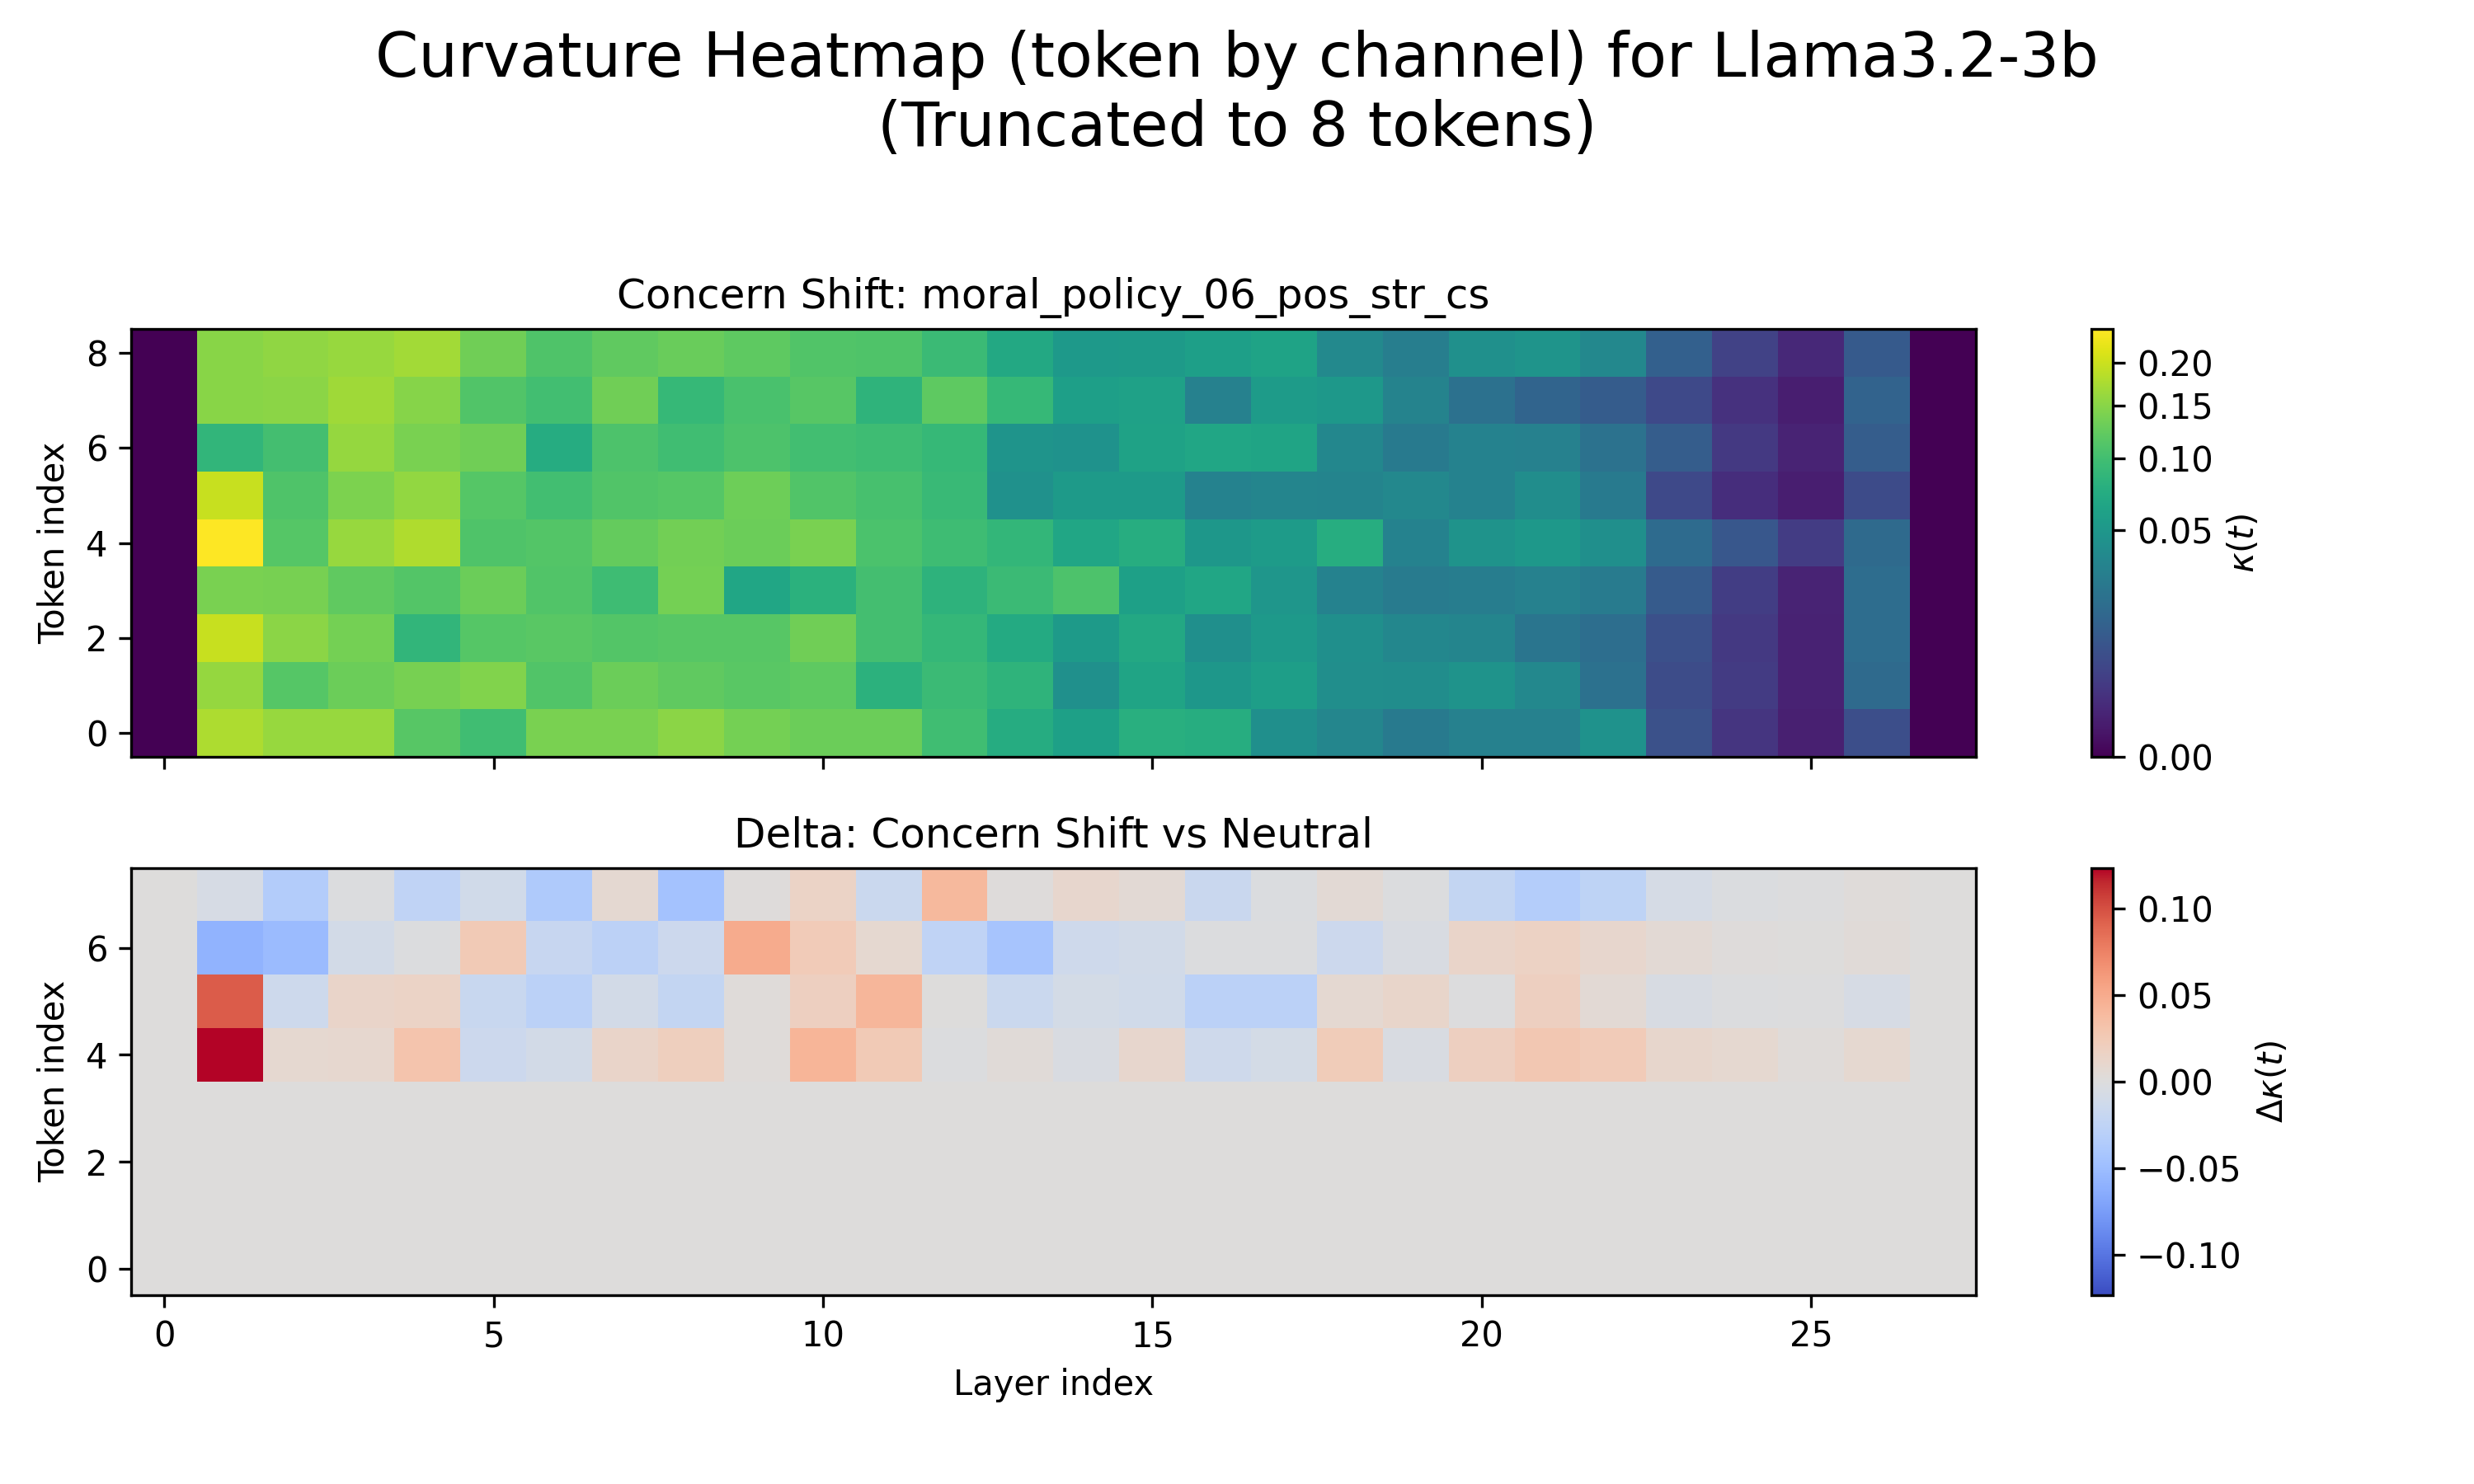 Curvature Heatmap (token by channel) for Llama3.2-3b
(Truncated to 8 tokens)
Concern Shift: moral_policy_06_pos_str_cs
Token index
8
6
4
2
0
0.20
0.15
0.10
0.05
0.00
κ(t)
Delta: Concern Shift vs Neutral
Token index
6
4
2
0
0.10
0.05
0.00
−0.05
−0.10
Δκ(t)
0 5 10 15 20 25
Layer index